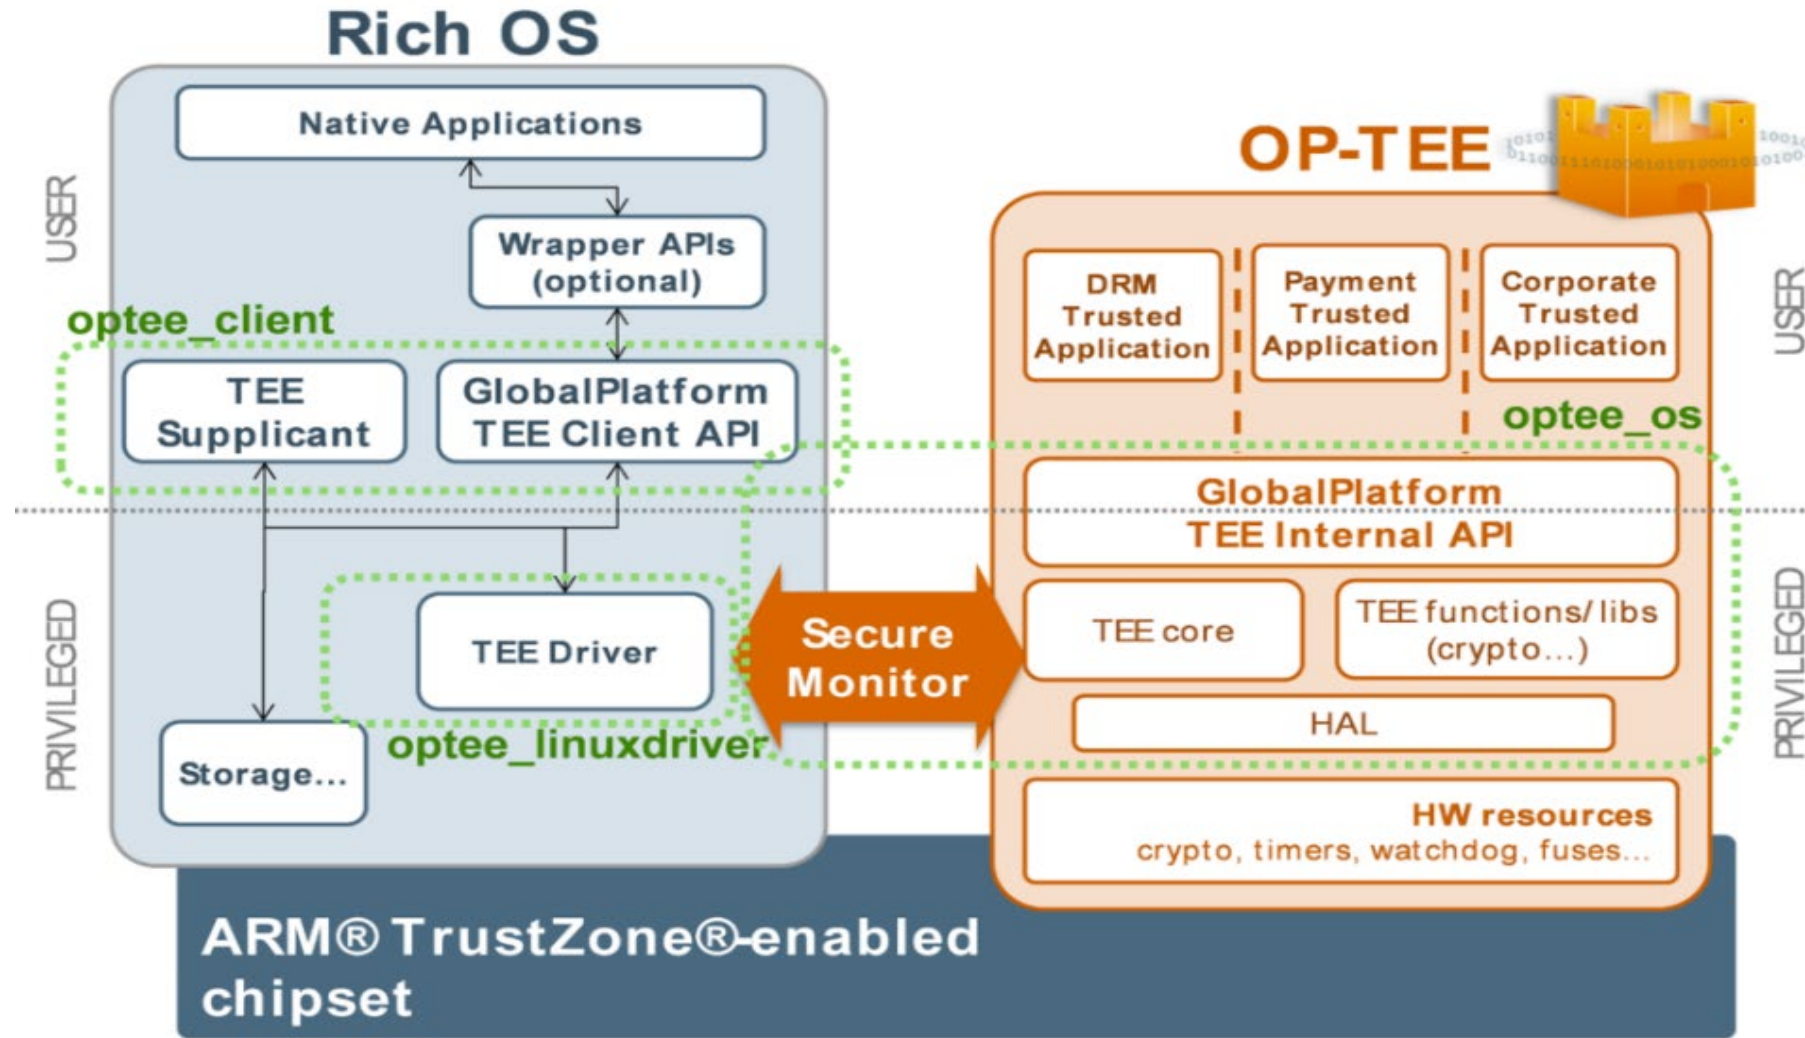 Rich OS
Native Applications
Wrapper APIs
(optional)
optee_client
TEE
Supplicant
GlobalPlatform
TEE Client API
TEE Driver
optee_linuxdriver
Storage...
USER
PRIVILEGED
Secure
Monitor
OP-TEE
DRM
Trusted
Application
Payment
Trusted
Application
Corporate
Trusted
Application
optee_os
GlobalPlatform
TEE Internal API
TEE core
TEE functions/libs
(crypto...)
HAL
HW resources
crypto, timers, watchdog, fuses...
USER
PRIVILEGED
ARM® TrustZone®-enabled
chipset